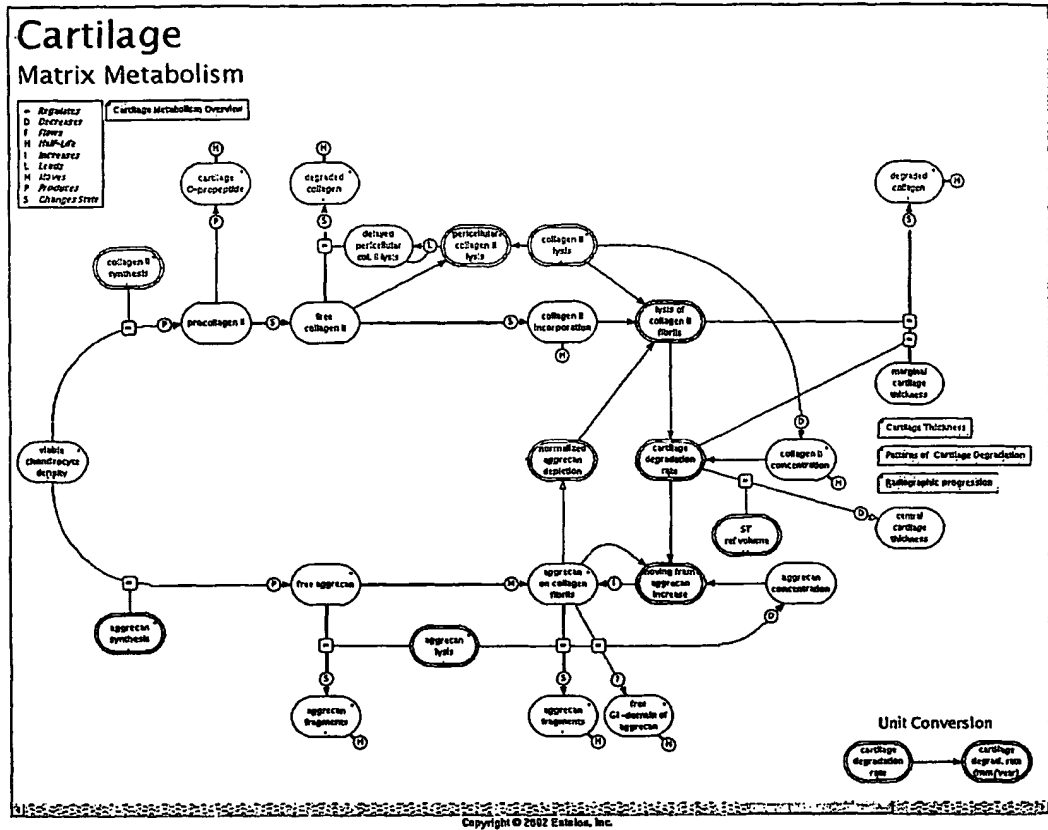 Cartilage
Matrix Metabolism
= Regulates
D Decreases
F Flows
H Half-Life
I Increases
L Leads
M Moves
P Produces
S Changes State
Cartilage Metabolism Overview
H
cartilage
C-propeptide
P
H
degraded
collagen
S
degraded
collagen
H
S
delayed
pericellular
col. II lysis
L
pericellular
collagen II
lysis
collagen II
lysis
collagen II
synthesis
P
procollagen II
S
free
collagen II
S
collagen II
incorporation
H
lysis of
collagen II
fibrils
marginal
cartilage
thickness
D
Cartilage Thickness
Patterns of Cartilage Degradation
Radiographic progression
viable
chondrocyte
density
normalized
aggrecan
depletion
cartilage
degradation
rate
collagen II
concentration
H
ST
ref volume
D
central
cartilage
thickness
P
free aggrecan
M
aggrecan
on collagen
fibrils
I
moving from
aggrecan
increase
aggrecan
concentration
D
aggrecan
synthesis
aggrecan
lysis
S
S
?
aggrecan
fragments
H
aggrecan
fragments
H
free
G1-domain of
aggrecan
H
Unit Conversion
cartilage
degradation
rate
cartilage
degrad. rate
(mm/year)
Copyright © 2002 Entelos, Inc.